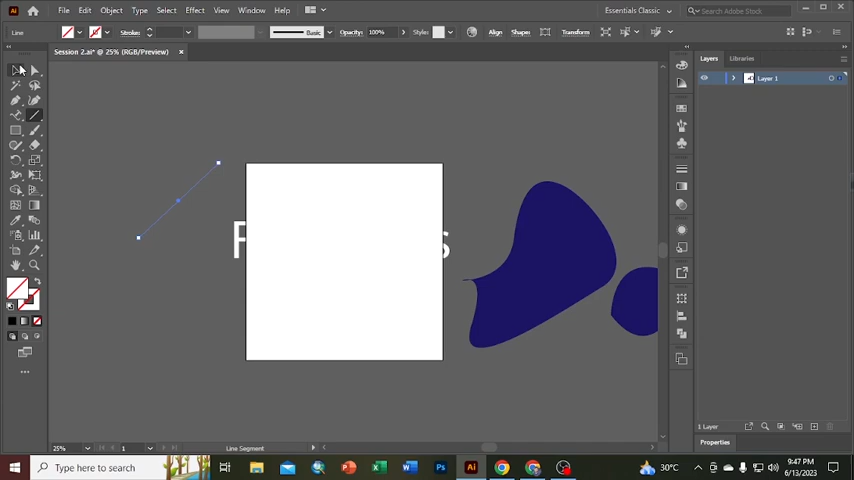 File Edit Object Type Select Effect View Window Help Essentials Classic Search Adobe Stock
Line Stroke: Basic Opacity: 100% Styles: Align Shapes: Transform
Session 2.ai* @ 25% (RGB/Preview) ×
Layers Libraries
Layer 1
1 Layer
Properties
25% 1 Line Segment
Type here to search 30°C 9:47 PM
6/13/2023